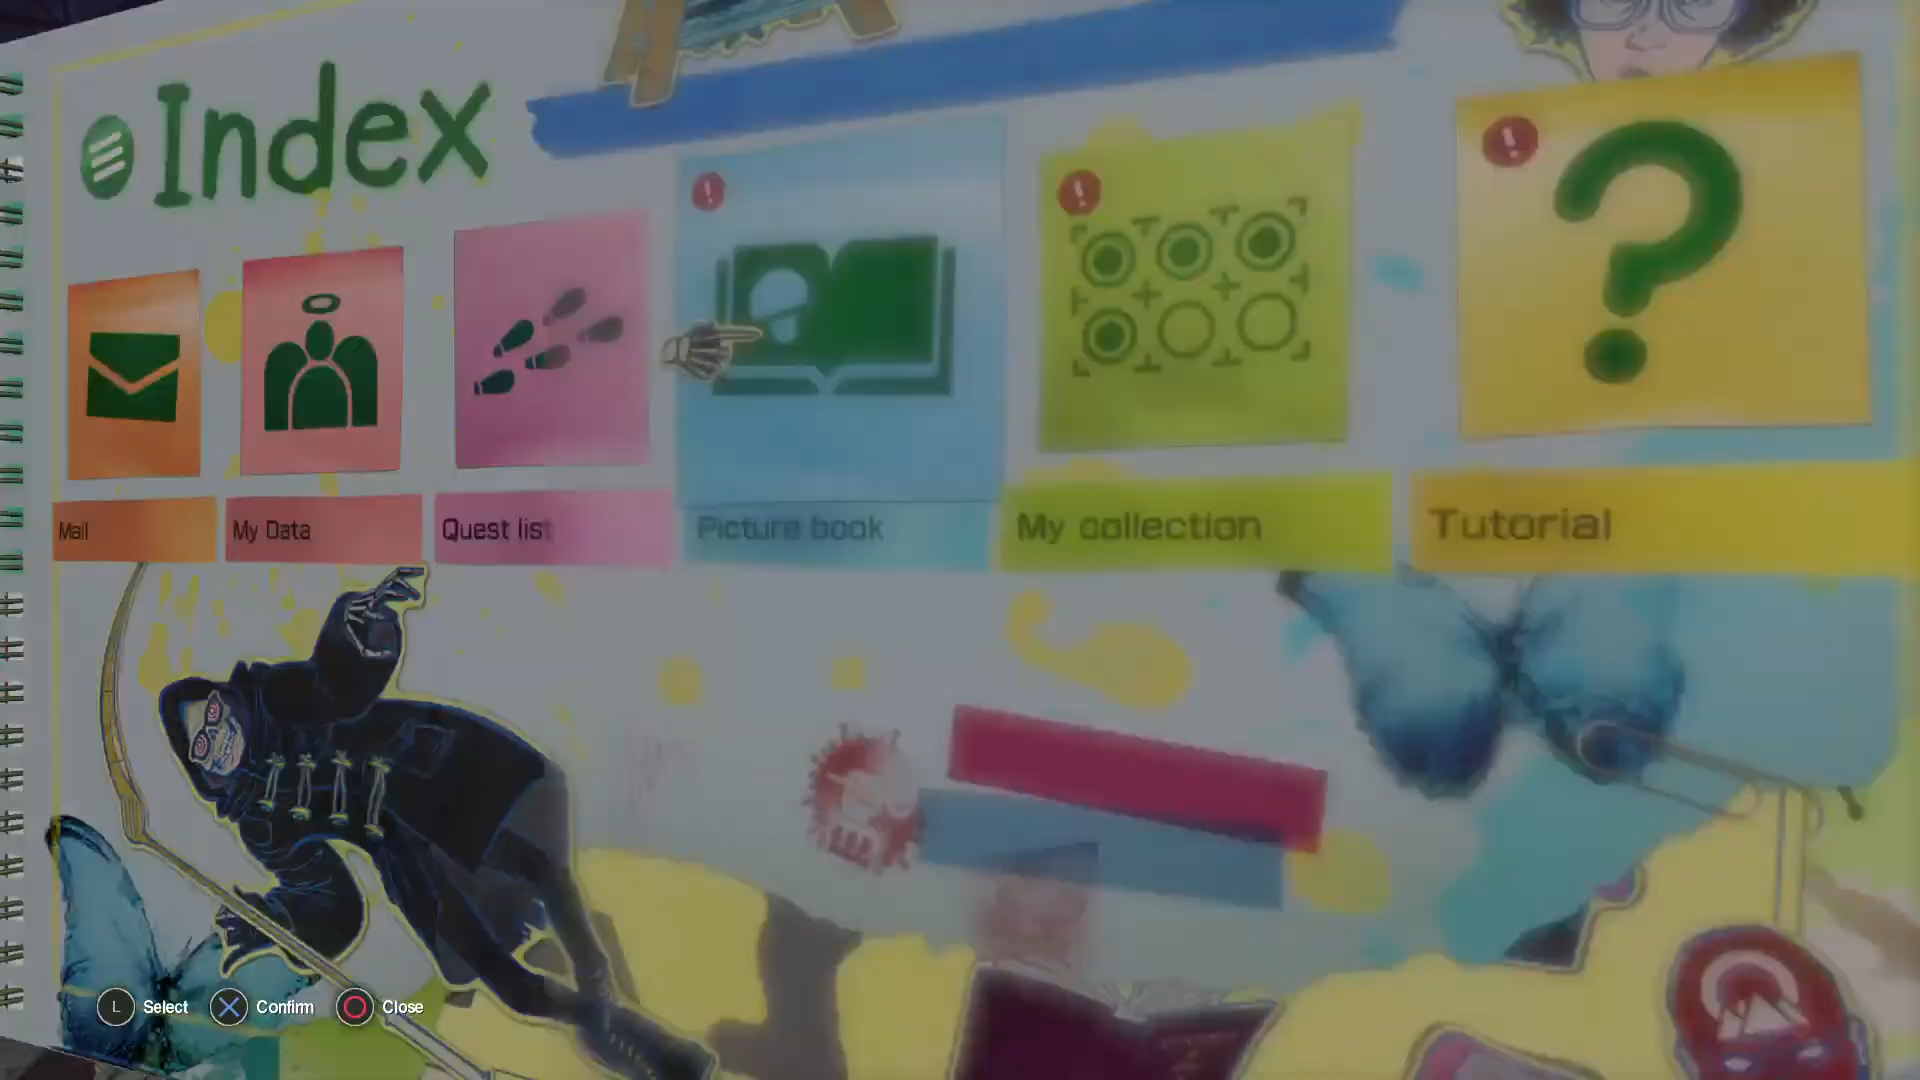 Index
Mail
My Data
Quest list
Picture book
My collection
Tutorial
L Select Confirm Close